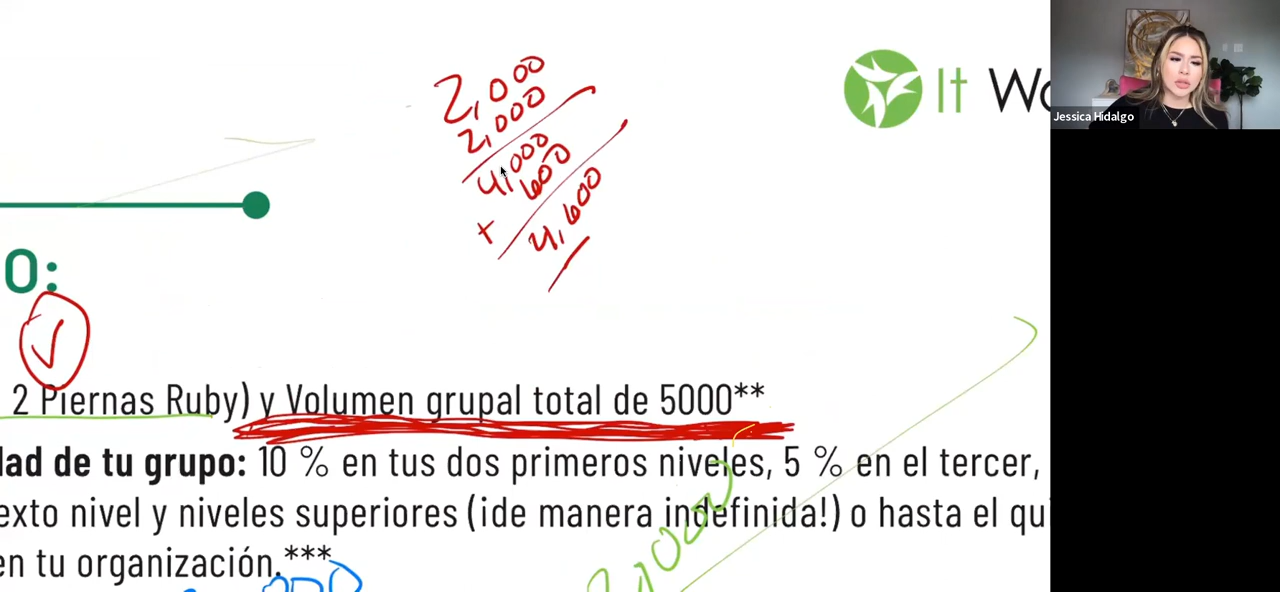 2,000
2,000
4,000
600
+
4,600
It Wo
Jessica Hidalgo
O:
2 Piernas Ruby) y Volumen grupal total de 5000**
dad de tu grupo: 10 % en tus dos primeros niveles, 5 % en el tercer,
exto nivel y niveles superiores (¡de manera indefinida!) o hasta el qui
en tu organización.***